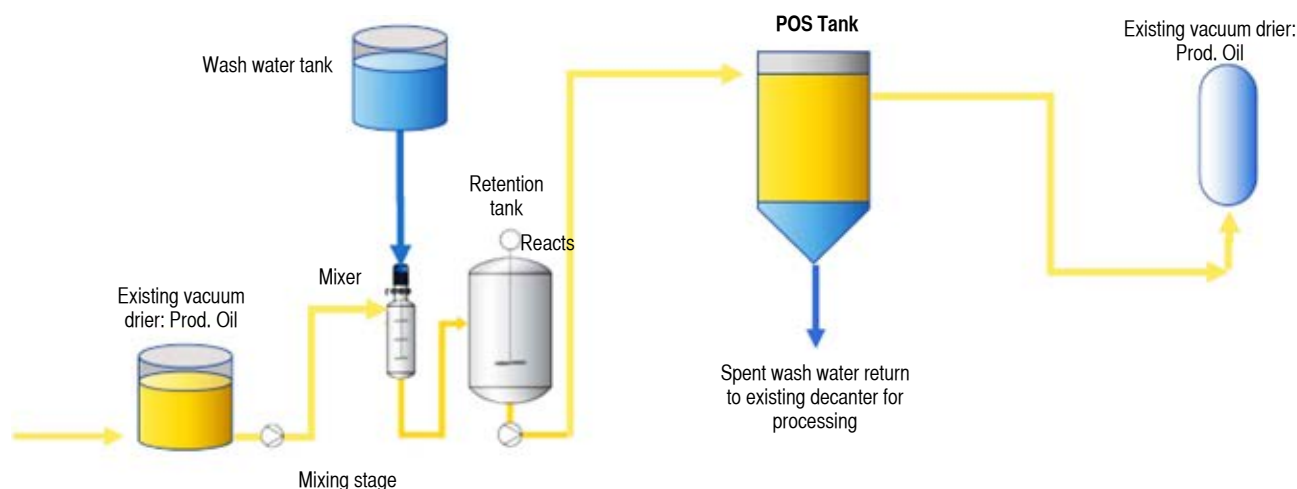 POS Tank
Existing vacuum drier:
Prod. Oil
Wash water tank
Retention
tank
Reacts
Mixer
Existing vacuum
drier: Prod. Oil
Spent wash water return
to existing decanter for
processing
Mixing stage